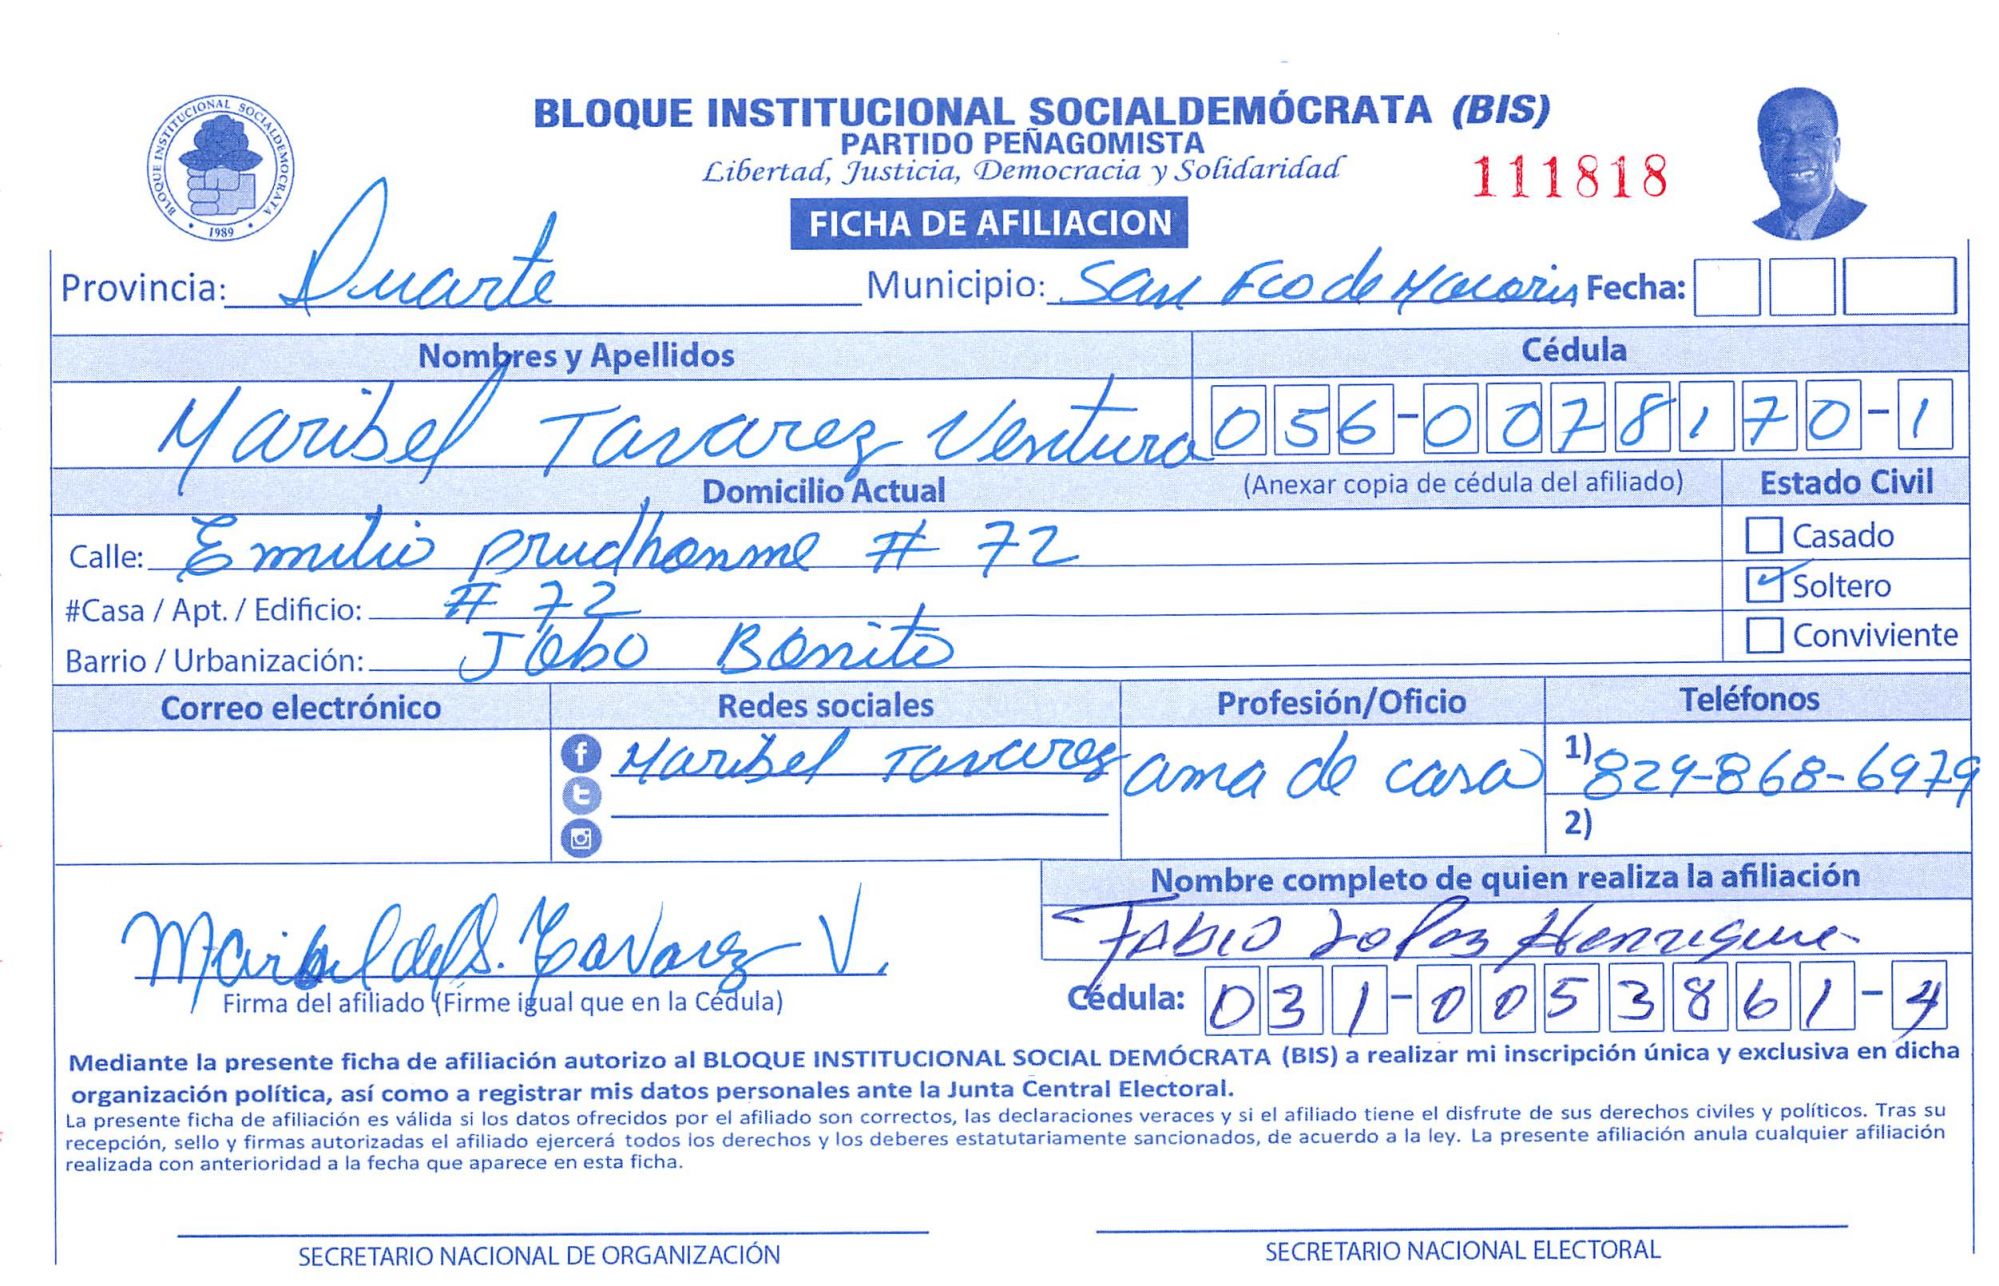 BLOQUE INSTITUCIONAL SOCIALDEMOCRATA
1989
BLOQUE INSTITUCIONAL SOCIALDEMÓCRATA (BIS)
PARTIDO PEÑAGOMISTA
Libertad, Justicia, Democracia y Solidaridad
111818
FICHA DE AFILIACION
Provincia: Duarte Municipio: San Fco de Macoris Fecha:
Nombres y Apellidos Cédula
Maribel Tavarez Ventura 056-0078170-1
Domicilio Actual (Anexar copia de cédula del afiliado) Estado Civil
Calle: Emilio prudhomme # 72 Casado
#Casa / Apt. / Edificio: # 72 Soltero
Barrio / Urbanización: Jobo Bonito Conviviente
Correo electrónico Redes sociales Profesión/Oficio Teléfonos
Maribel Tavarez ama de casa 1) 829-868-6979
2)
Nombre completo de quien realiza la afiliación
Fabio Lopez Henriquez
Maribel del S. Tavarez V.
Firma del afiliado (Firme igual que en la Cédula) Cédula: 031-0053861-4
Mediante la presente ficha de afiliación autorizo al BLOQUE INSTITUCIONAL SOCIAL DEMÓCRATA (BIS) a realizar mi inscripción única y exclusiva en dicha
organización política, así como a registrar mis datos personales ante la Junta Central Electoral.
La presente ficha de afiliación es válida si los datos ofrecidos por el afiliado son correctos, las declaraciones veraces y si el afiliado tiene el disfrute de sus derechos civiles y políticos. Tras su
recepción, sello y firmas autorizadas el afiliado ejercerá todos los derechos y los deberes estatutariamente sancionados, de acuerdo a la ley. La presente afiliación anula cualquier afiliación
realizada con anterioridad a la fecha que aparece en esta ficha.
SECRETARIO NACIONAL DE ORGANIZACIÓN SECRETARIO NACIONAL ELECTORAL